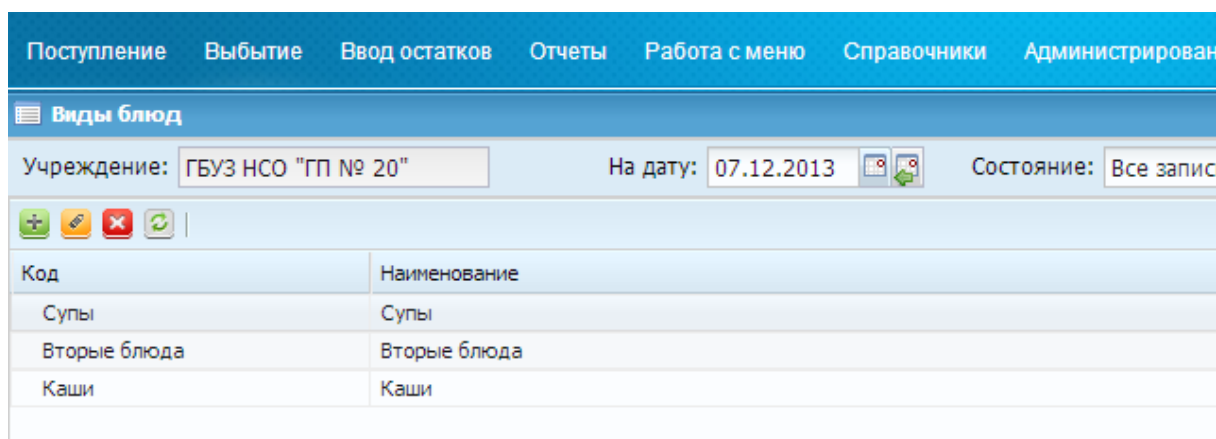 Поступление Выбытие Ввод остатков Отчеты Работа с меню Справочники Администрирован
Виды блюд
Учреждение: ГБУЗ НСО "ГП № 20" На дату: 07.12.2013 Состояние: Все запис
Код Наименование
Супы Супы
Вторые блюда Вторые блюда
Каши Каши